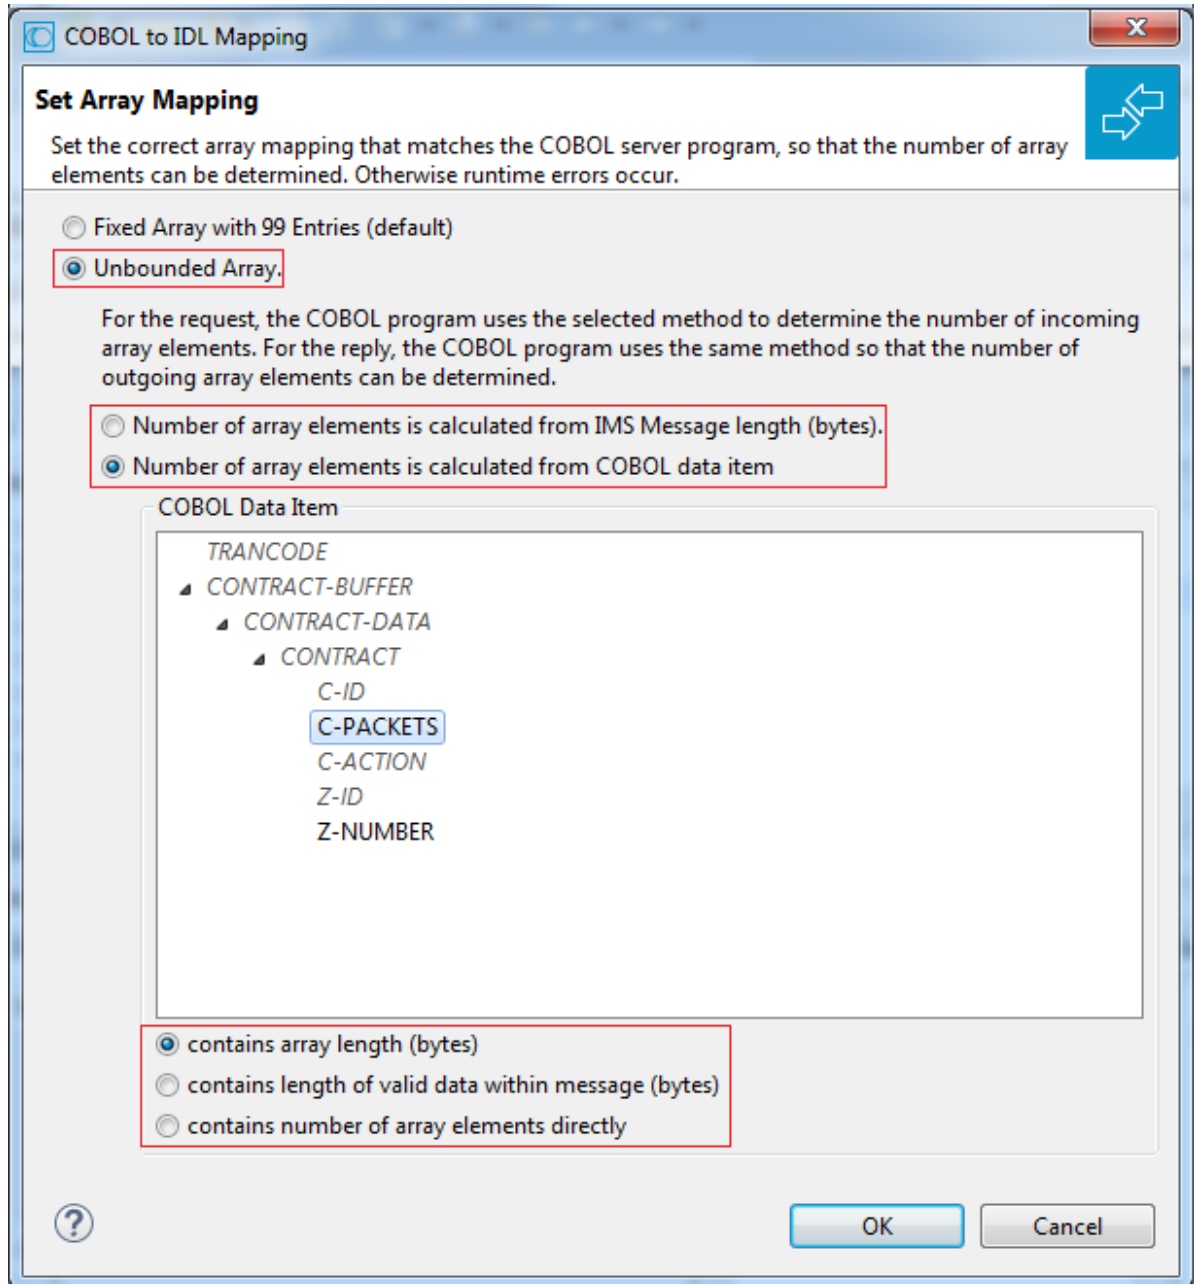 COBOL to IDL Mapping
Set Array Mapping
Set the correct array mapping that matches the COBOL server program, so that the number of array
elements can be determined. Otherwise runtime errors occur.
Fixed Array with 99 Entries (default)
Unbounded Array.
For the request, the COBOL program uses the selected method to determine the number of incoming
array elements. For the reply, the COBOL program uses the same method so that the number of
outgoing array elements can be determined.
Number of array elements is calculated from IMS Message length (bytes).
Number of array elements is calculated from COBOL data item
COBOL Data Item
TRANCODE
CONTRACT-BUFFER
CONTRACT-DATA
CONTRACT
C-ID
C-PACKETS
C-ACTION
Z-ID
Z-NUMBER
contains array length (bytes)
contains length of valid data within message (bytes)
contains number of array elements directly
?
OK Cancel